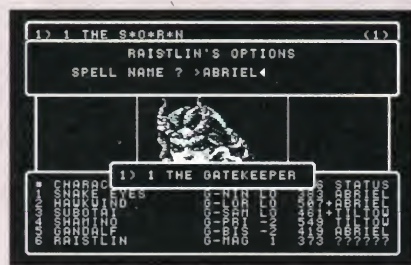 1) 1 THE S*O*R*N (1)
RAISTLIN'S OPTIONS
SPELL NAME ? >ABRIEL
1) 1 THE GATEKEEPER
# CHARAC STATUS
1 SNAKE EYES G-NIN LO ABRIEL
2 HAWKWIND G-LOR LO 507+ABRIEL
3 SUBOTAI G-SAM LO 461+TILTOW
4 SHAMINO G-PRI TILTOW
5 GANDALF G-BIS -2 419 ABRIEL
6 RAISTLIN G-MAG 1 373 ??????